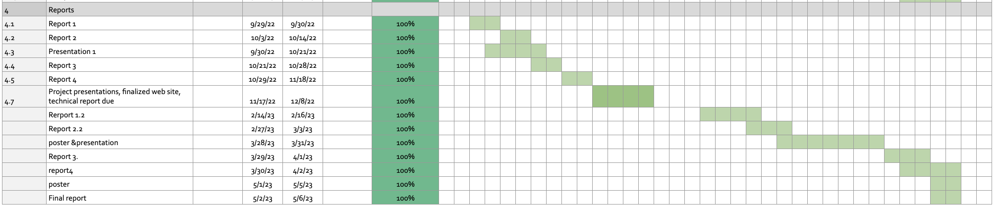 4 Reports
4.1 Report 1 9/29/22 9/30/22 100%
4.2 Report 2 10/3/22 10/14/22 100%
4.3 Presentation 1 9/30/22 10/21/22 100%
4.4 Report 3 10/21/22 10/28/22 100%
4.5 Report 4 10/29/22 11/18/22 100%
Project presentations, finalized web site,
4.7 technical report due 11/17/22 12/8/22 100%
Rerport 1.2 2/14/23 2/16/23 100%
Report 2.2 2/27/23 3/3/23 100%
poster &presentation 3/28/23 3/31/23 100%
Report 3. 3/29/23 4/1/23 100%
report4 3/30/23 4/2/23 100%
poster 5/1/23 5/5/23 100%
Final report 5/2/23 5/6/23 100%